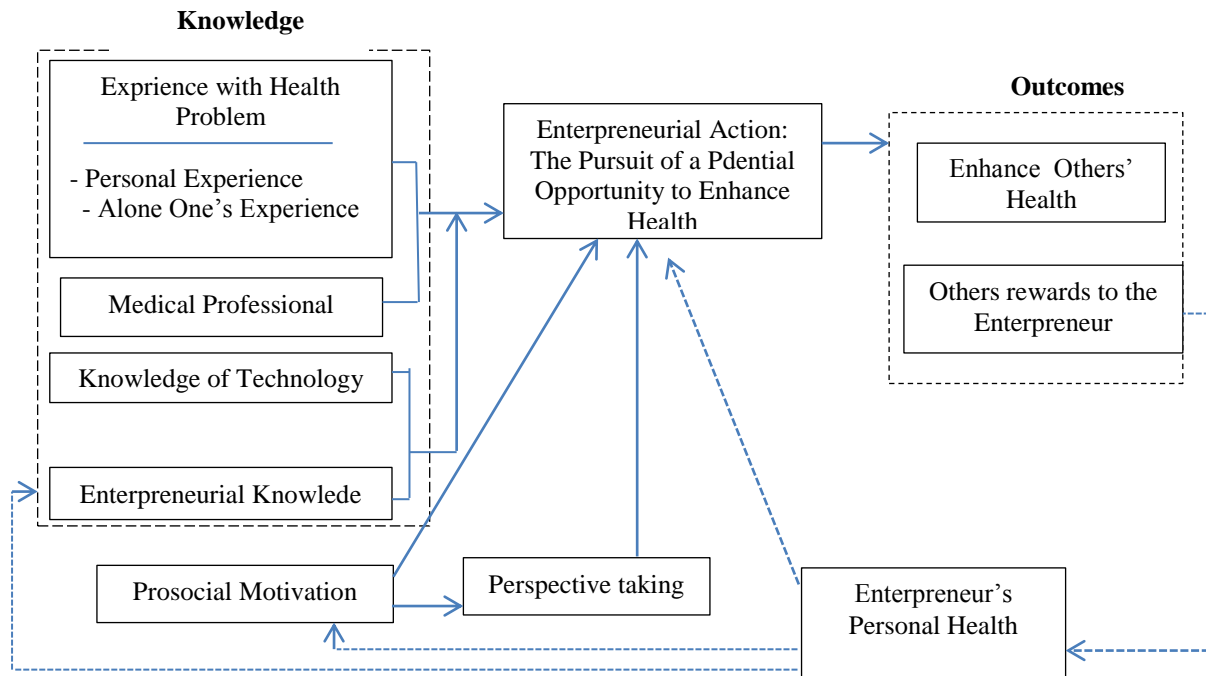 Knowledge
Exprience with Health
Problem
- Personal Experience
- Alone One's Experience
Medical Professional
Knowledge of Technology
Enterpreneurial Knowlede
Enterpreneurial Action:
The Pursuit of a Pdential
Opportunity to Enhance
Health
Outcomes
Enhance Others'
Health
Others rewards to the
Enterpreneur
Prosocial Motivation
Perspective taking
Enterpreneur's
Personal Health